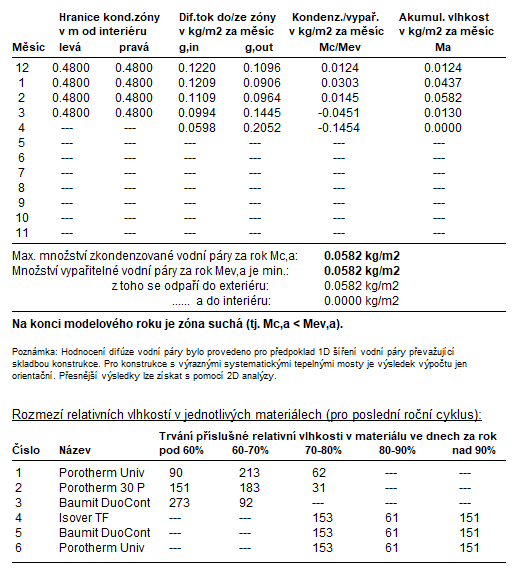 Hranice kond.zóny Dif.tok do/ze zóny Kondenz./vypař. Akumul. vlhkost
v m od interiéru v kg/m2 za měsíc v kg/m2 za měsíc v kg/m2 za měsíc
Měsíc levá pravá g,in g,out Mc/Mev Ma
12 0.4800 0.4800 0.1220 0.1096 0.0124 0.0124
1 0.4800 0.4800 0.1209 0.0906 0.0303 0.0437
2 0.4800 0.4800 0.1109 0.0964 0.0145 0.0582
3 0.4800 0.4800 0.0994 0.1445 -0.0451 0.0130
4 --- --- 0.0598 0.2052 -0.1454 0.0000
5 --- --- --- --- --- ---
6 --- --- --- --- --- ---
7 --- --- --- --- --- ---
8 --- --- --- --- --- ---
9 --- --- --- --- --- ---
10 --- --- --- --- --- ---
11 --- --- --- --- --- ---
Max. množství zkondenzované vodní páry za rok Mc,a: 0.0582 kg/m2
Množství vypařitelné vodní páry za rok Mev,a je min.: 0.0582 kg/m2
z toho se odpaří do exteriéru: 0.0582 kg/m2
...... a do interiéru: 0.0000 kg/m2
Na konci modelového roku je zóna suchá (tj. Mc,a < Mev,a).
Poznámka: Hodnocení difúze vodní páry bylo provedeno pro předpoklad 1D šíření vodní páry převažující
skladbou konstrukce. Pro konstrukce s výraznými systematickými tepelnými mosty je výsledek výpočtu jen
orientační. Přesnější výsledky lze získat s pomocí 2D analýzy.
Rozmezí relativních vlhkostí v jednotlivých materiálech (pro poslední roční cyklus):
Trvání příslušné relativní vlhkosti v materiálu ve dnech za rok
Číslo Název pod 60% 60-70% 70-80% 80-90% nad 90%
1 Porotherm Univ 90 213 62 --- ---
2 Porotherm 30 P 151 183 31 --- ---
3 Baumit DuoCont 273 92 --- --- ---
4 Isover TF --- --- 153 61 151
5 Baumit DuoCont --- --- 153 61 151
6 Porotherm Univ --- --- 153 61 151